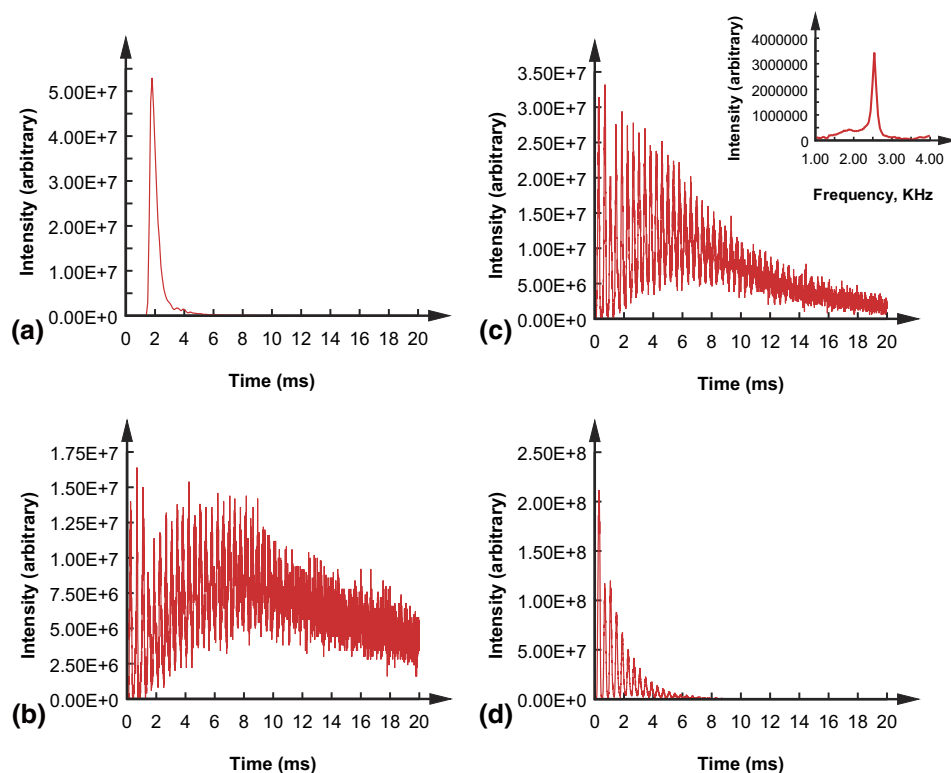 (a)
Intensity (arbitrary)
5.00E+7
4.00E+7
3.00E+7
2.00E+7
1.00E+7
0.00E+0
0 2 4 6 8 10 12 14 16 18 20
Time (ms)
(c)
Intensity (arbitrary)
3.50E+7
3.00E+7
2.50E+7
2.00E+7
1.50E+7
1.00E+7
5.00E+6
0.00E+0
0 2 4 6 8 10 12 14 16 18 20
Time (ms)
Intensity (arbitrary)
4000000
3000000
2000000
1000000
0
1.00 2.00 3.00 4.00
Frequency, KHz
(b)
Intensity (arbitrary)
1.75E+7
1.50E+7
1.25E+7
1.00E+7
7.50E+6
5.00E+6
2.50E+6
0.00E+0
0 2 4 6 8 10 12 14 16 18 20
Time (ms)
(d)
Intensity (arbitrary)
2.50E+8
2.00E+8
1.50E+8
1.00E+8
5.00E+7
0.00E+0
0 2 4 6 8 10 12 14 16 18 20
Time (ms)